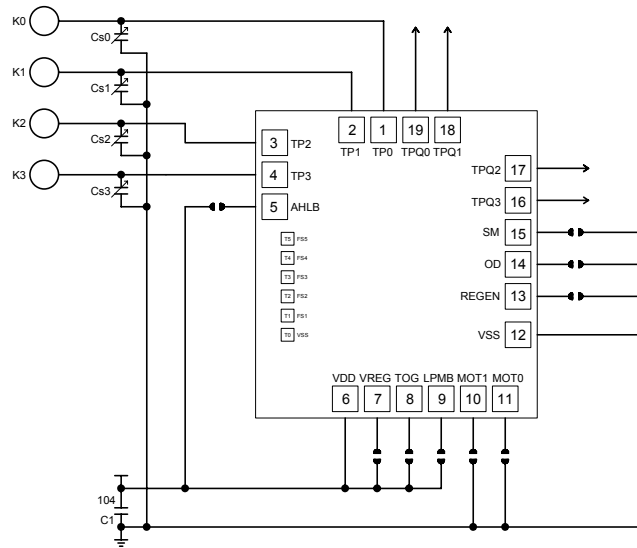 K0
Cs0
K1
Cs1
K2
Cs2
K3
Cs3
2 1 19 18
TP1 TP0 TPQ0 TPQ1
3 TP2
4 TP3
5 AHLB
T5 FS5
T4 FS4
T3 FS3
T2 FS2
T1 FS1
T0 VSS
TPQ2 17
TPQ3 16
SM 15
OD 14
REGEN 13
VSS 12
VDD VREG TOG LPMB MOT1 MOT0
6 7 8 9 10 11
104
C1